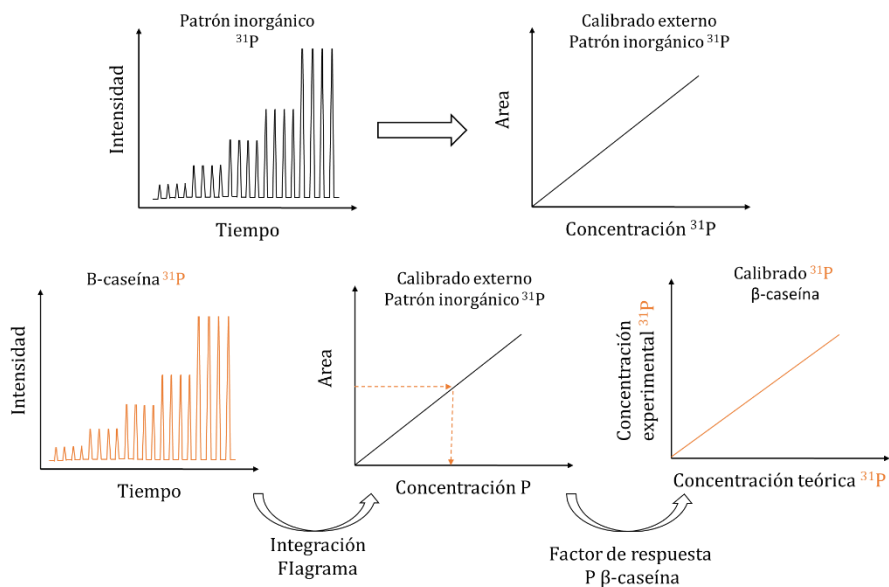 Patrón inorgánico
³¹P
Intensidad
Tiempo
Calibrado externo
Patrón inorgánico ³¹P
Area
Concentración ³¹P
B-caseína ³¹P
Intensidad
Tiempo
Calibrado externo
Patrón inorgánico ³¹P
Area
Concentración P
Calibrado ³¹P
β-caseína
Concentración
experimental ³¹P
Concentración teórica ³¹P
Integración
Flagrama
Factor de respuesta
P β-caseína